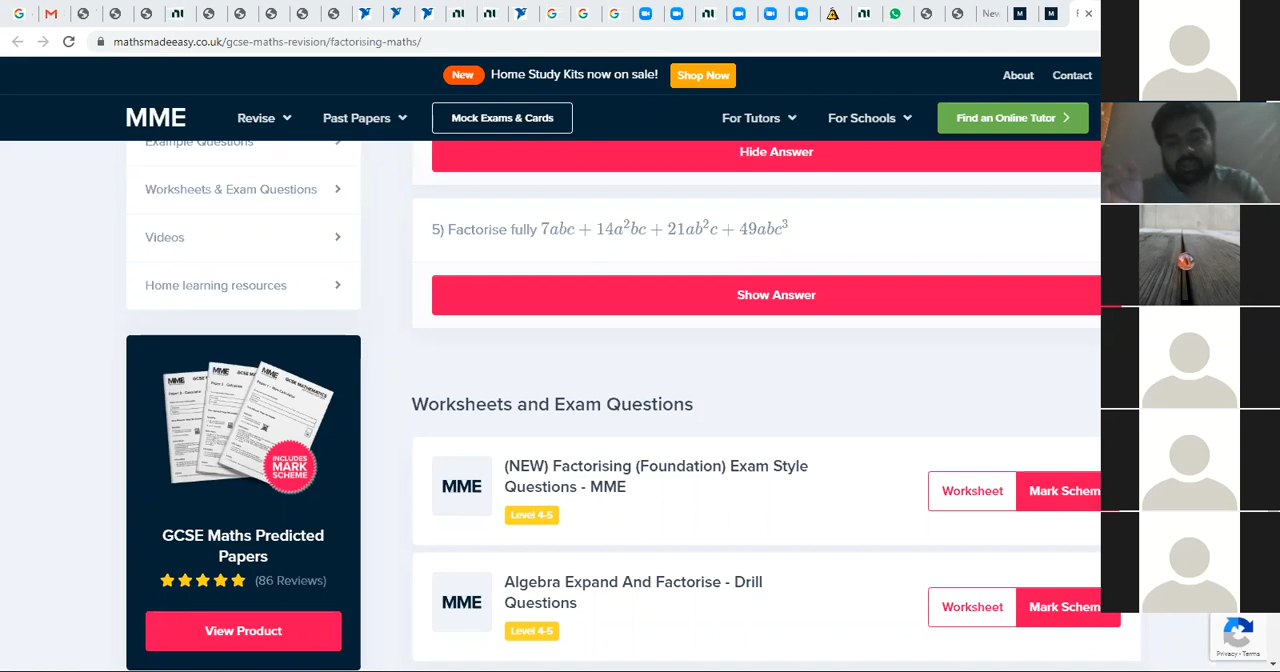 mathsmadeeasy.co.uk/gcse-maths-revision/factorising-maths/
New Home Study Kits now on sale! Shop Now
About Contact
MME Revise Past Papers Mock Exams & Cards For Tutors For Schools Find an Online Tutor
Example Questions
Worksheets & Exam Questions
Videos
Home learning resources
Hide Answer
5) Factorise fully 7abc + 14a²bc + 21ab²c + 49abc³
Show Answer
INCLUDES
MARK
SCHEME
GCSE Maths Predicted
Papers
(86 Reviews)
View Product
Worksheets and Exam Questions
MME
(NEW) Factorising (Foundation) Exam Style
Questions - MME
Level 4-5
Worksheet Mark Schem
MME
Algebra Expand And Factorise - Drill
Questions
Level 4-5
Worksheet Mark Schem
Privacy - Terms